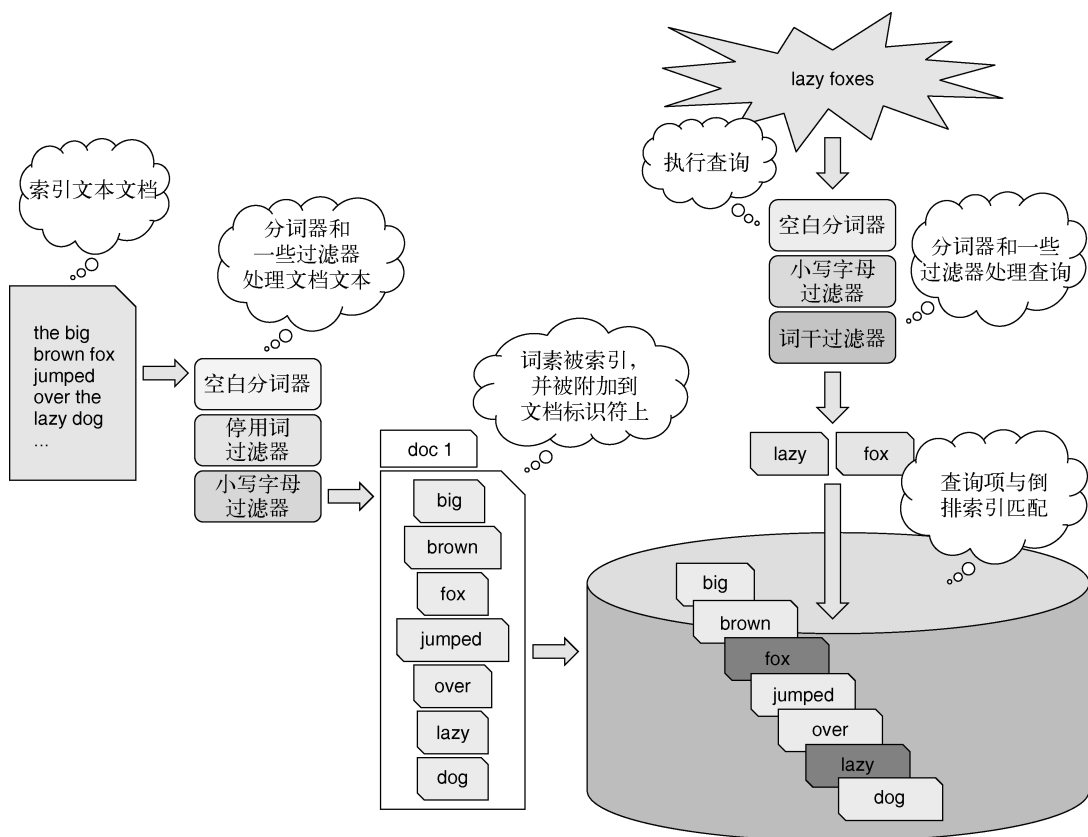 索引文本文档
the big
brown fox
jumped
over the
lazy dog
...
分词器和
一些过滤器
处理文档文本
空白分词器
停用词
过滤器
小写字母
过滤器
词素被索引，
并被附加到
文档标识符上
doc 1
big
brown
fox
jumped
over
lazy
dog
lazy foxes
执行查询
空白分词器
小写字母
过滤器
词干过滤器
分词器和一些
过滤器处理查询
lazy
fox
查询项与倒
排索引匹配
big
brown
fox
jumped
over
lazy
dog